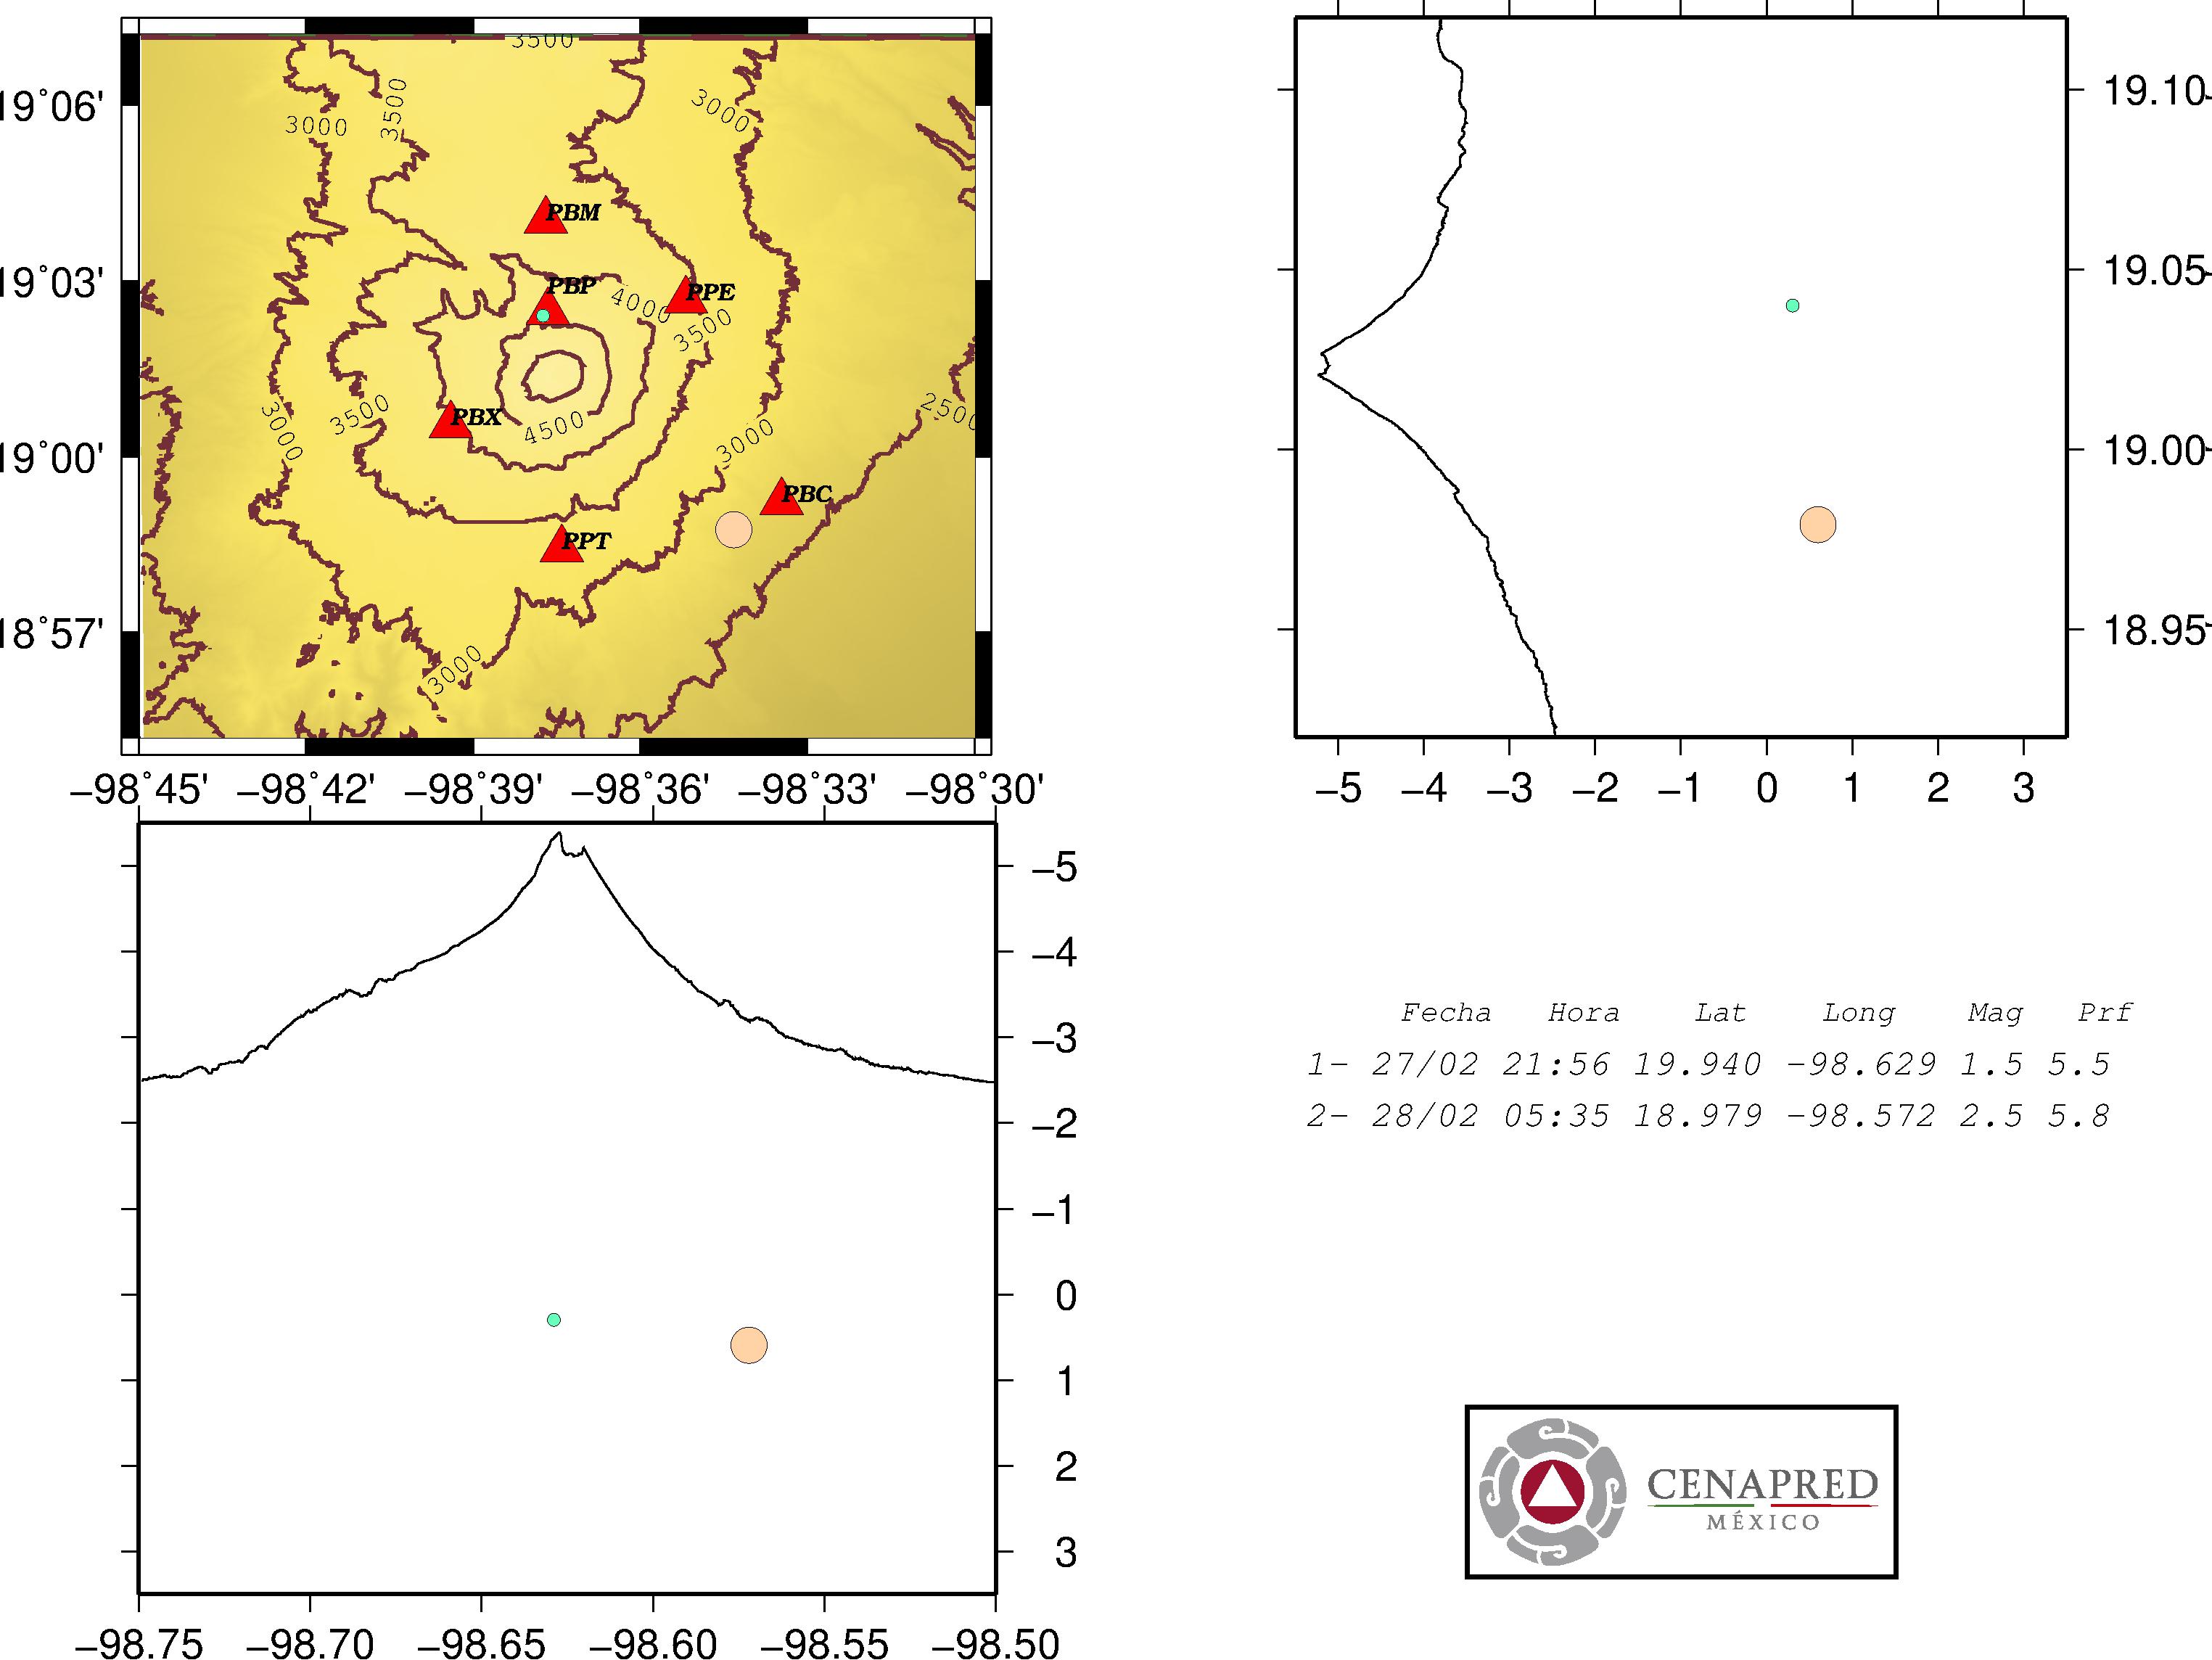 3500
19°06'
3000
3500
3000
PBM
19°03'
PBP
4000
PPE
3500
3500
PBX
3000
4500
2500
3000
19°00'
PBC
PPT
18°57'
3000
−98°45' −98°42' −98°39' −98°36' −98°33' −98°30'
19.10
19.05
19.00
18.95
−5 −4 −3 −2 −1 0 1 2 3
−5
−4
−3
−2
−1
0
1
2
3
−98.75 −98.70 −98.65 −98.60 −98.55 −98.50
Fecha Hora Lat Long Mag Prf
1- 27/02 21:56 19.940 -98.629 1.5 5.5
2- 28/02 05:35 18.979 -98.572 2.5 5.8
CENAPRED
MÉXICO